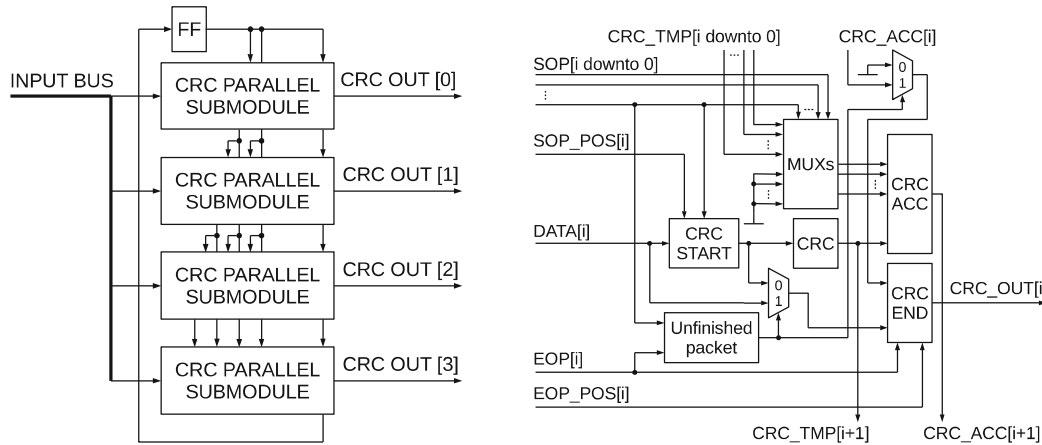 FF
INPUT BUS
CRC PARALLEL
SUBMODULE
CRC OUT [0]
CRC PARALLEL
SUBMODULE
CRC OUT [1]
CRC PARALLEL
SUBMODULE
CRC OUT [2]
CRC PARALLEL
SUBMODULE
CRC OUT [3]
CRC_TMP[i downto 0]
CRC_ACC[i]
SOP[i downto 0]
...
0
1
...
...
SOP_POS[i]
...
MUXs
...
...
CRC
ACC
DATA[i]
CRC
START
CRC
0
1
CRC
END
CRC_OUT[i]
Unfinished
packet
EOP[i]
EOP_POS[i]
CRC_TMP[i+1]
CRC_ACC[i+1]